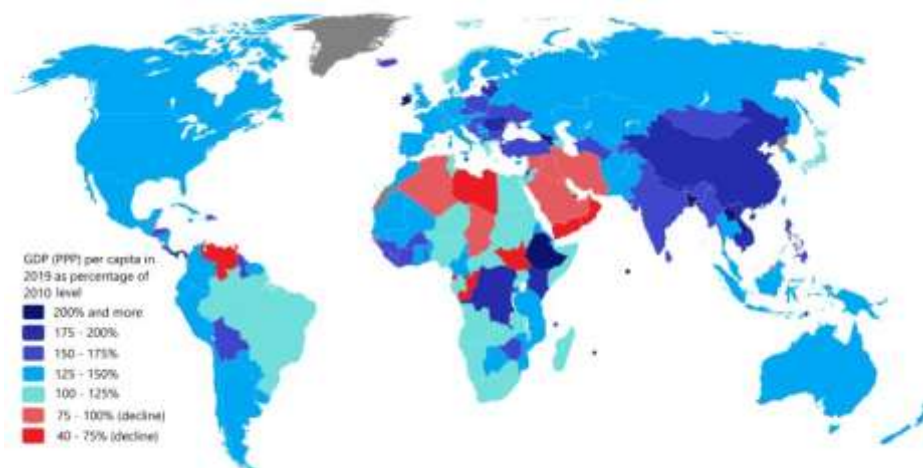 GDP (PPP) per capita in
2019 as percentage of
2010 level
200% and more
175 - 200%
150 - 175%
125 - 150%
100 - 125%
75 - 100% (decline)
40 - 75% (decline)